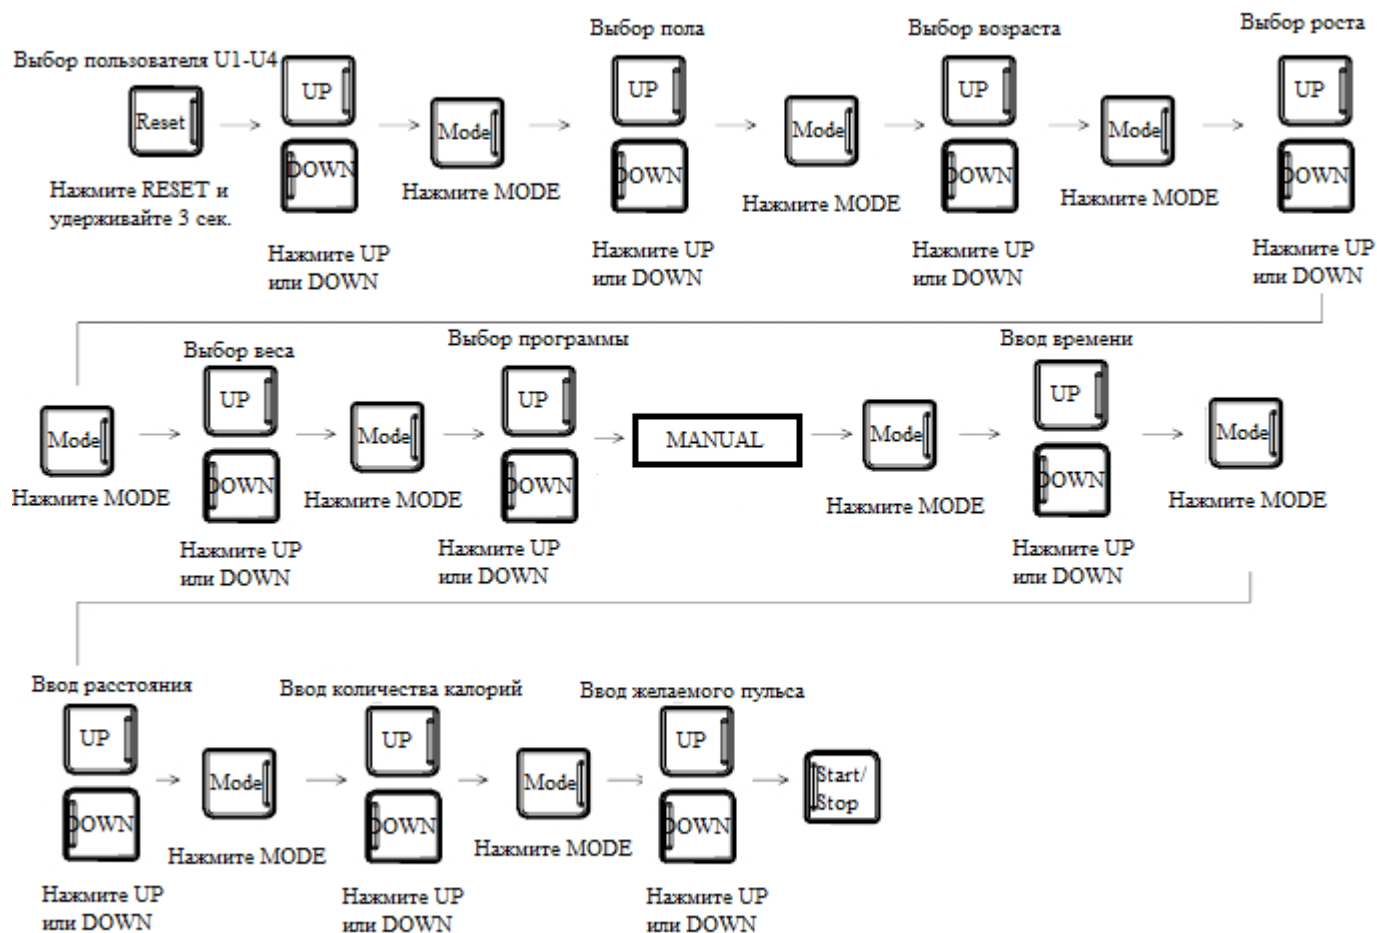 Выбор пола
Выбор возраста
Выбор роста
Выбор пользователя U1-U4
Reset
UP
DOWN
Mode
UP
DOWN
Mode
UP
DOWN
Mode
UP
DOWN
Нажмите RESET и
удерживайте 3 сек.
Нажмите UP
или DOWN
Нажмите MODE
Нажмите UP
или DOWN
Нажмите MODE
Нажмите UP
или DOWN
Нажмите MODE
Нажмите UP
или DOWN
Выбор веса
Выбор программы
Ввод времени
Mode
UP
DOWN
Mode
UP
DOWN
MANUAL
Mode
UP
DOWN
Mode
Нажмите MODE
Нажмите UP
или DOWN
Нажмите MODE
Нажмите UP
или DOWN
Нажмите MODE
Нажмите UP
или DOWN
Нажмите MODE
Ввод расстояния
Ввод количества калорий
Ввод желаемого пульса
UP
DOWN
Mode
UP
DOWN
Mode
UP
DOWN
Start/
Stop
Нажмите UP
или DOWN
Нажмите MODE
Нажмите UP
или DOWN
Нажмите MODE
Нажмите UP
или DOWN